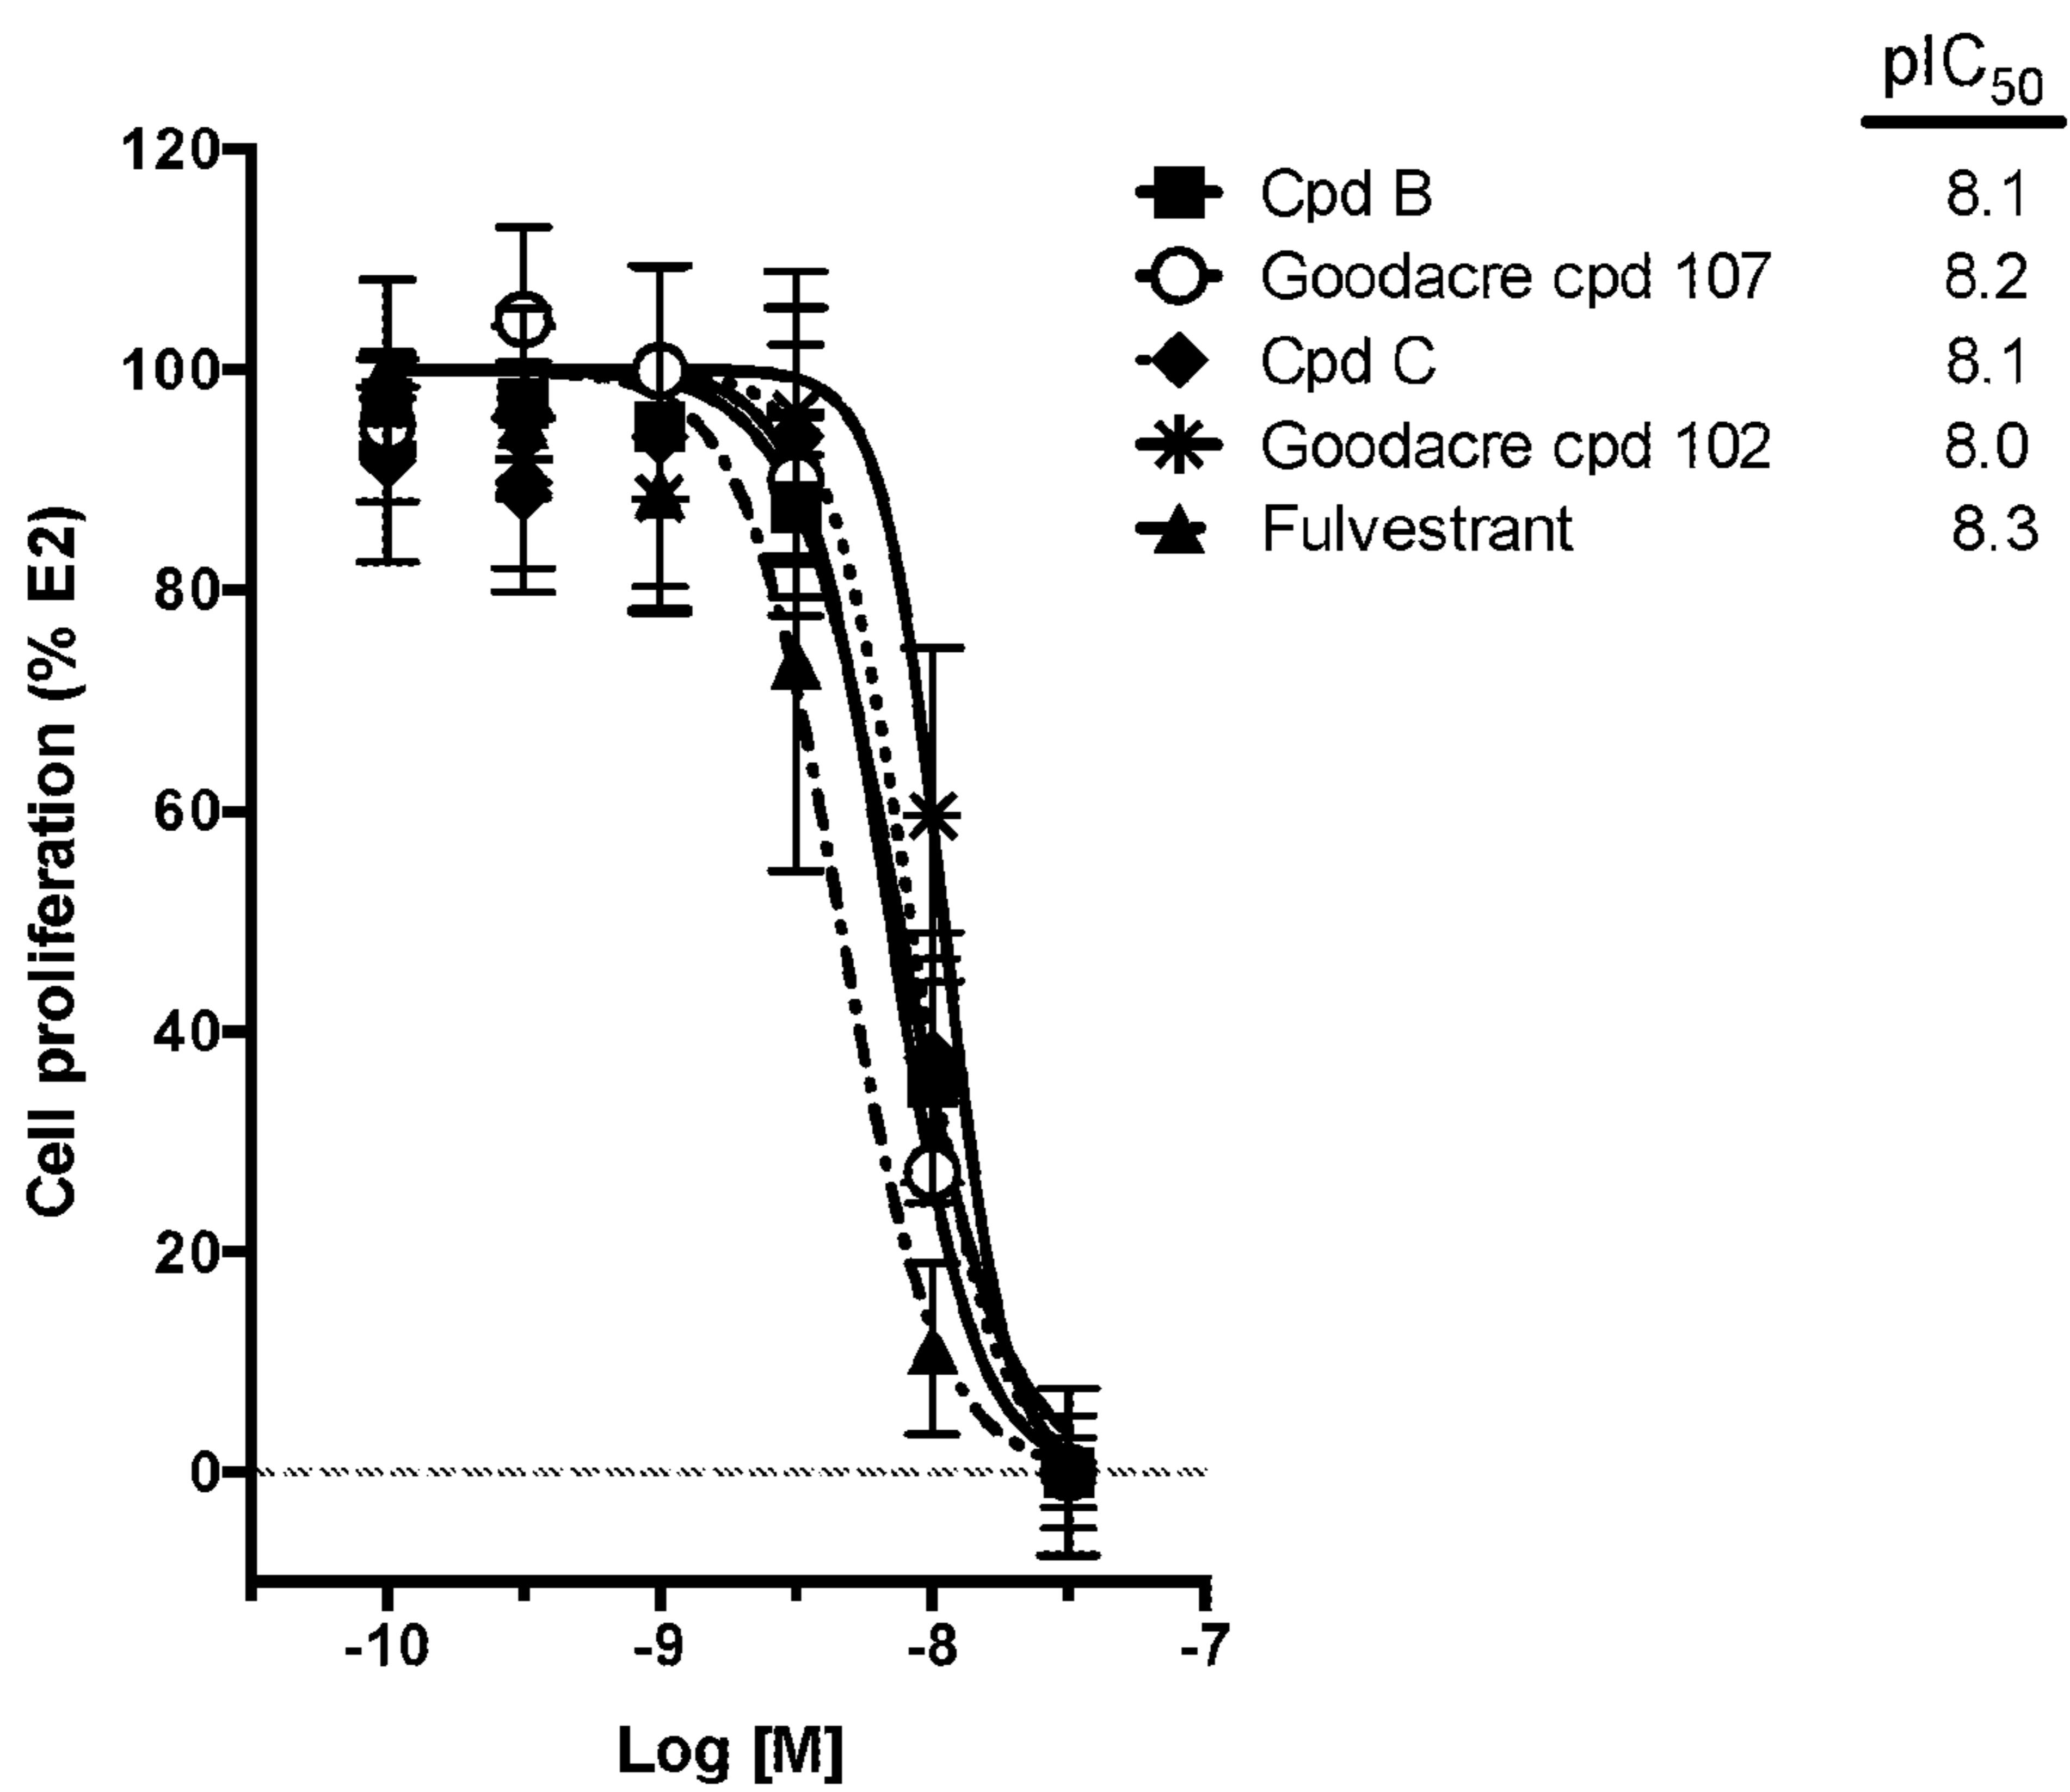 pIC50
Cpd B 8.1
Goodacre cpd 107 8.2
Cpd C 8.1
Goodacre cpd 102 8.0
Fulvestrant 8.3
Cell proliferation (% E2)
120
100
80
60
40
20
0
-10 -9 -8 -7
Log [M]